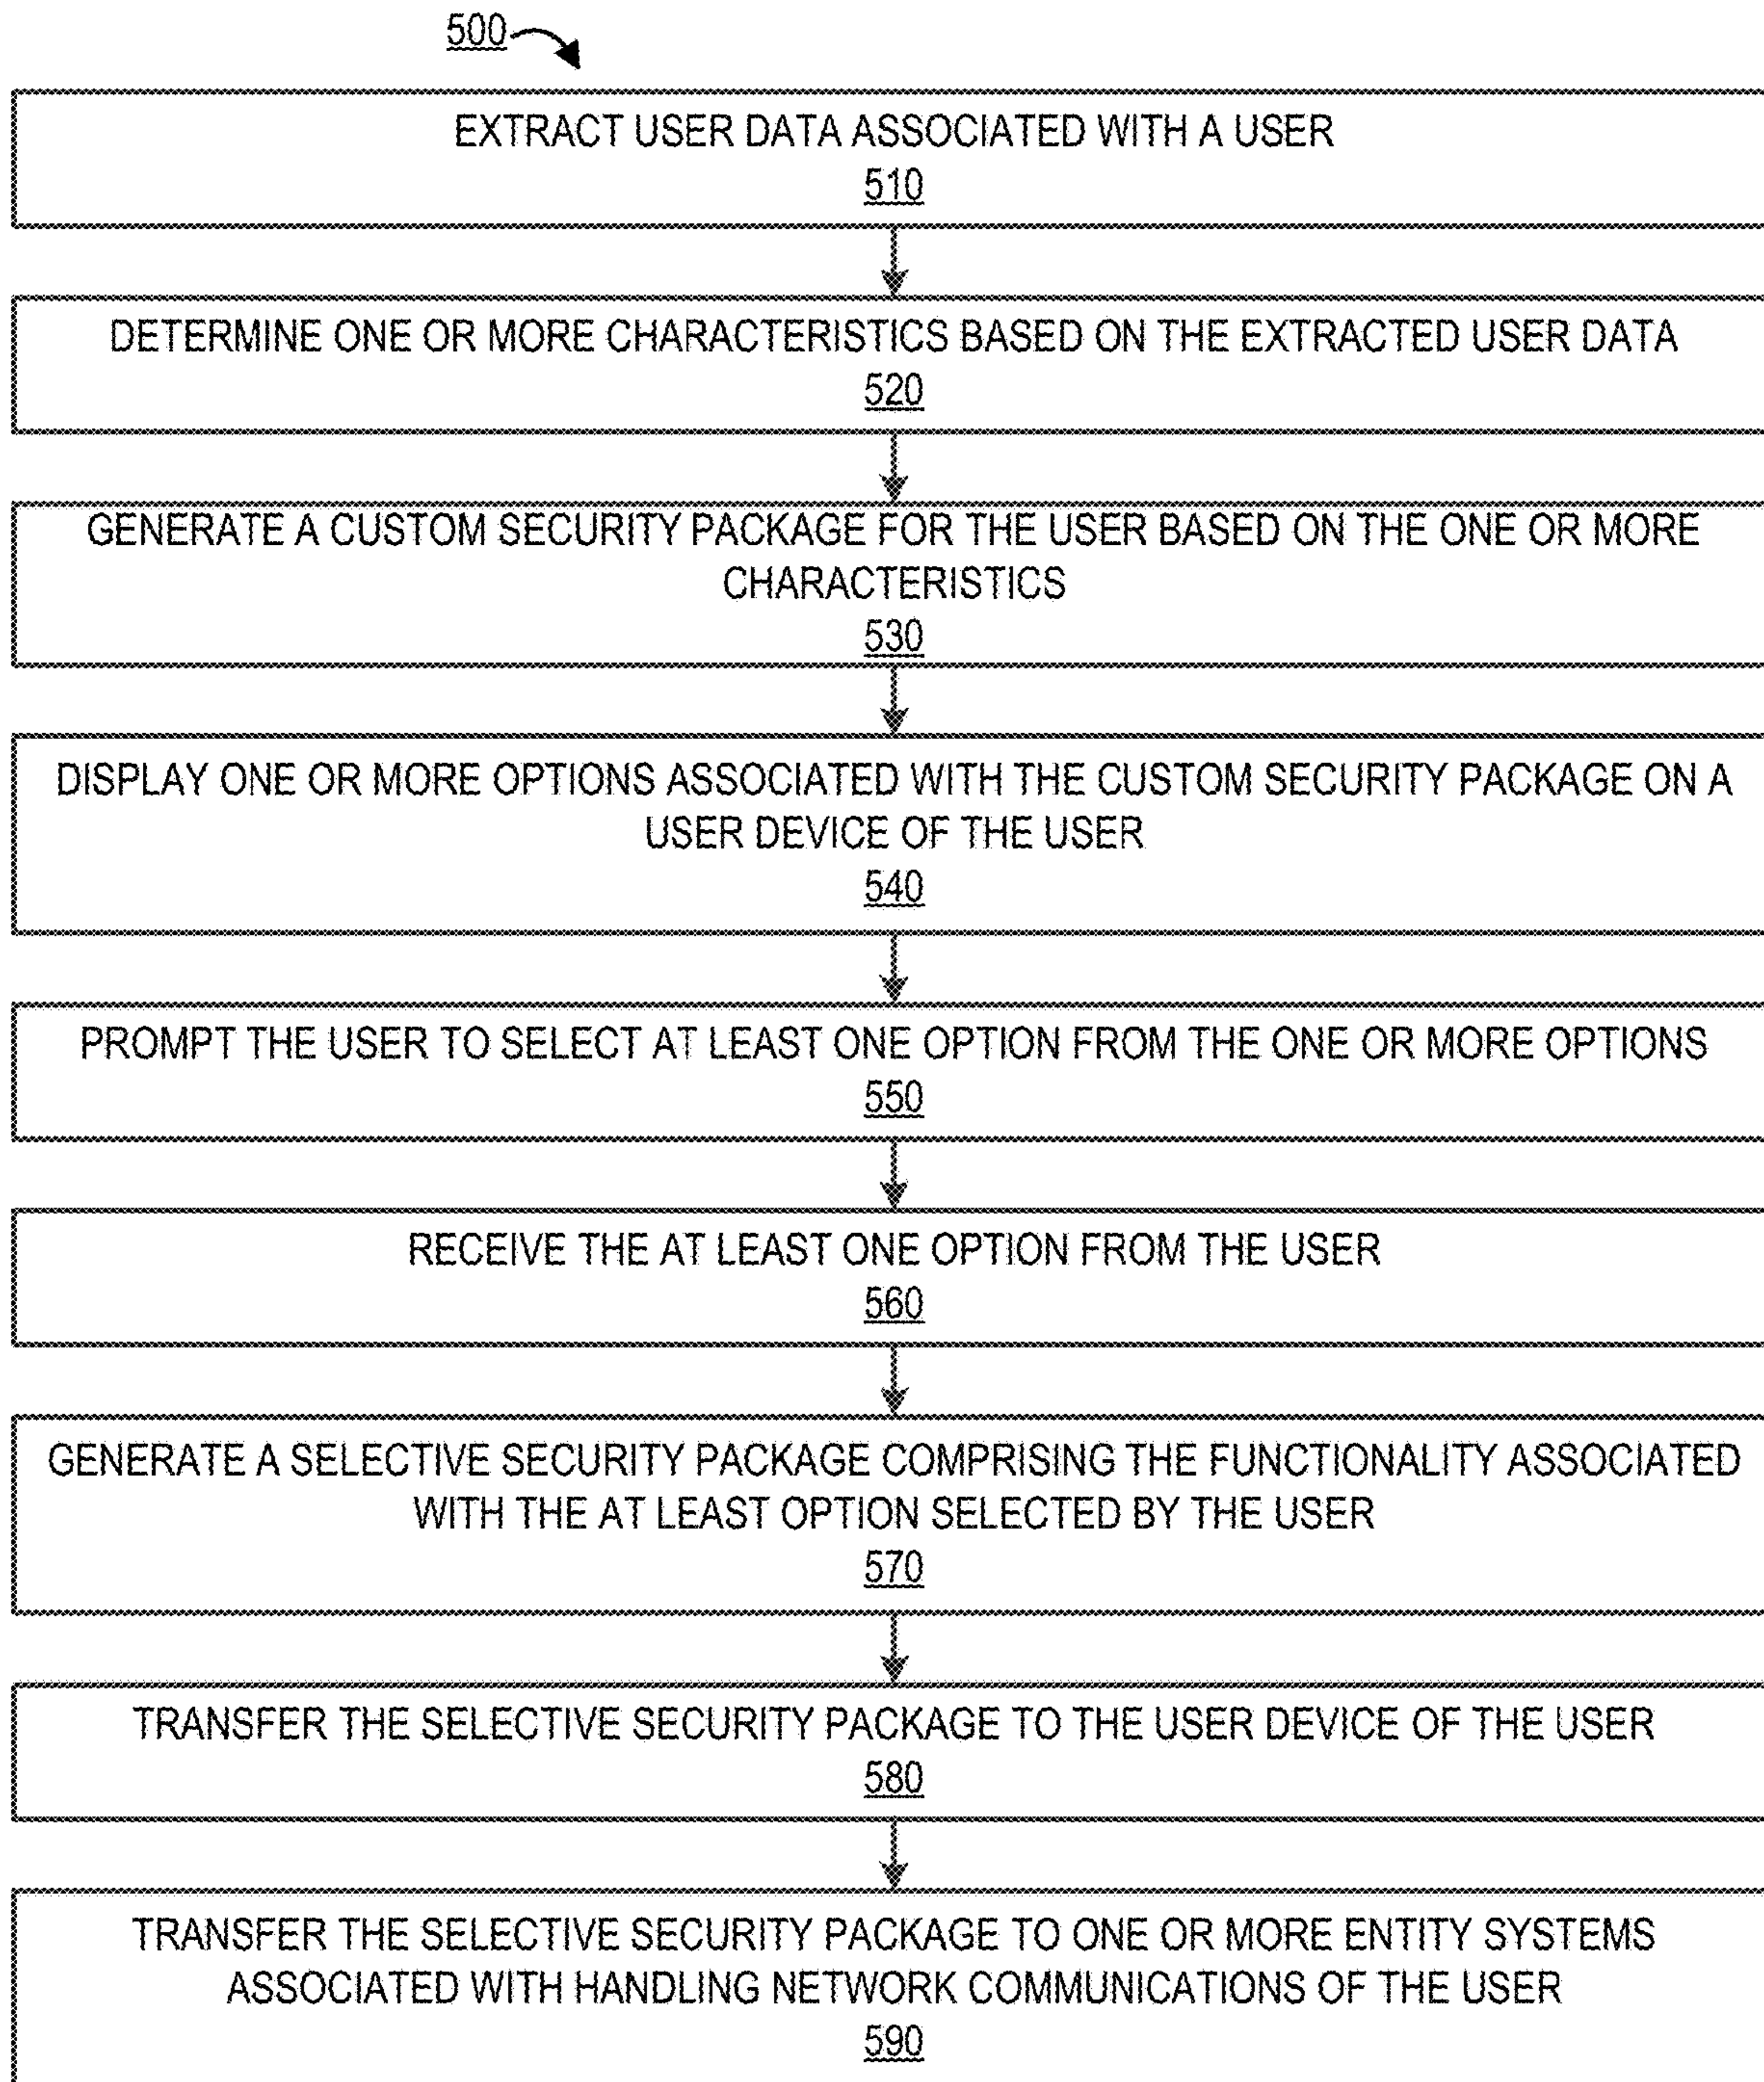 500
EXTRACT USER DATA ASSOCIATED WITH A USER
510
DETERMINE ONE OR MORE CHARACTERISTICS BASED ON THE EXTRACTED USER DATA
520
GENERATE A CUSTOM SECURITY PACKAGE FOR THE USER BASED ON THE ONE OR MORE
CHARACTERISTICS
530
DISPLAY ONE OR MORE OPTIONS ASSOCIATED WITH THE CUSTOM SECURITY PACKAGE ON A
USER DEVICE OF THE USER
540
PROMPT THE USER TO SELECT AT LEAST ONE OPTION FROM THE ONE OR MORE OPTIONS
550
RECEIVE THE AT LEAST ONE OPTION FROM THE USER
560
GENERATE A SELECTIVE SECURITY PACKAGE COMPRISING THE FUNCTIONALITY ASSOCIATED
WITH THE AT LEAST OPTION SELECTED BY THE USER
570
TRANSFER THE SELECTIVE SECURITY PACKAGE TO THE USER DEVICE OF THE USER
580
TRANSFER THE SELECTIVE SECURITY PACKAGE TO ONE OR MORE ENTITY SYSTEMS
ASSOCIATED WITH HANDLING NETWORK COMMUNICATIONS OF THE USER
590